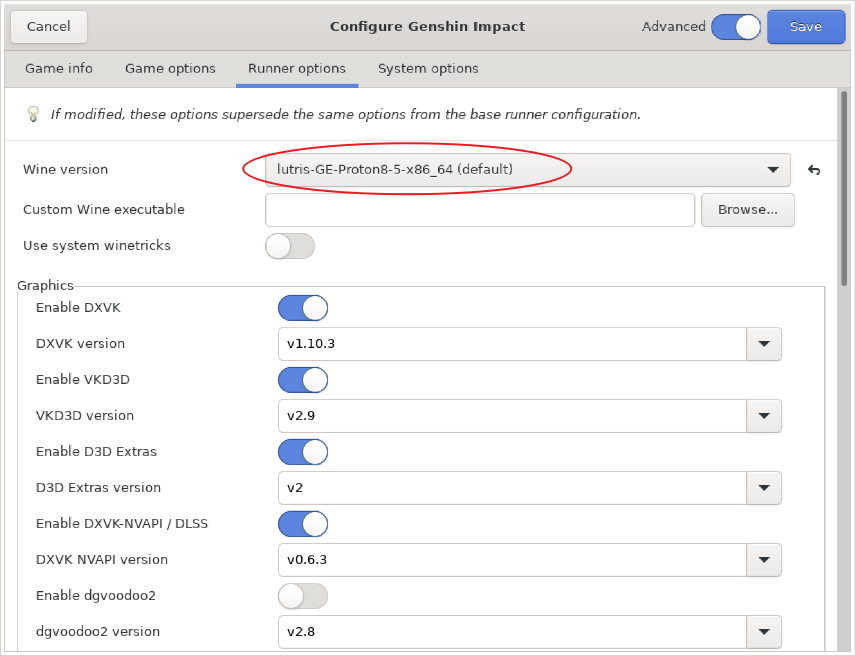 Cancel Configure Genshin Impact Advanced Save
Game info Game options Runner options System options
If modified, these options supersede the same options from the base runner configuration.
Wine version lutris-GE-Proton8-5-x86_64 (default)
Custom Wine executable Browse...
Use system winetricks
Graphics
Enable DXVK
DXVK version v1.10.3
Enable VKD3D
VKD3D version v2.9
Enable D3D Extras
D3D Extras version v2
Enable DXVK-NVAPI / DLSS
DXVK NVAPI version v0.6.3
Enable dgvoodoo2
dgvoodoo2 version v2.8